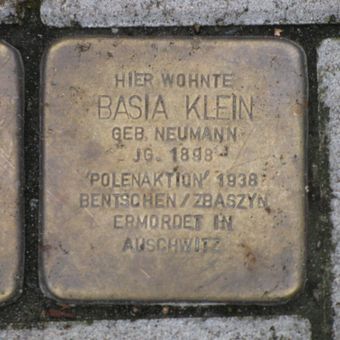 HIER WOHNTE
BASIA KLEIN
GEB. NEUMANN
JG. 1898
'POLENAKTION' 1938
BENTSCHEN/ZBASZYN
ERMORDET IN
AUSCHWITZ